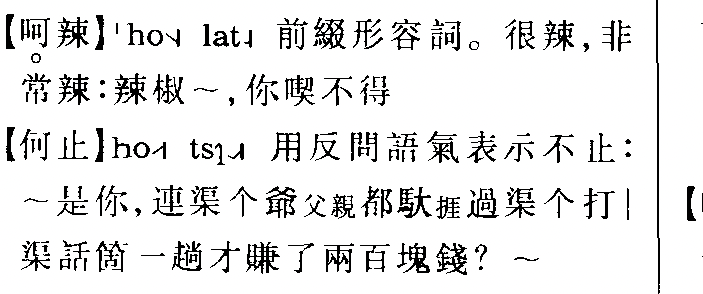 【呵辣】ꞌho˨˩ lat˩ 前綴形容詞。很辣,非
常辣:辣椒～,你喫不得
【何止】ho˩ tsʅ˧˩ 用反問語氣表示不止:
～是你,連渠个爺父親都馱捱過渠个打|
渠話箇一趟才賺了兩百塊錢?～